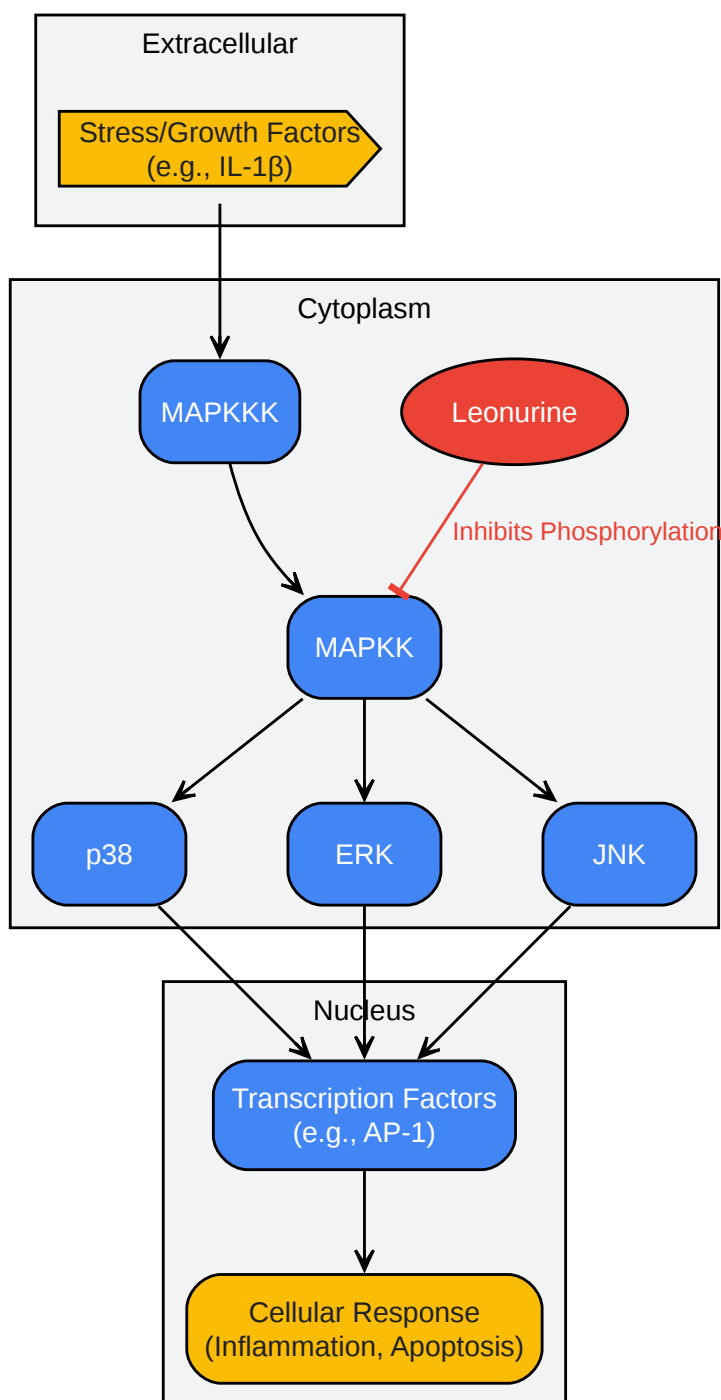 Extracellular
Stress/Growth Factors
(e.g., IL-1β)
Cytoplasm
MAPKKK
Leonurine
Inhibits Phosphorylation
MAPKK
p38
ERK
JNK
Nucleus
Transcription Factors
(e.g., AP-1)
Cellular Response
(Inflammation, Apoptosis)